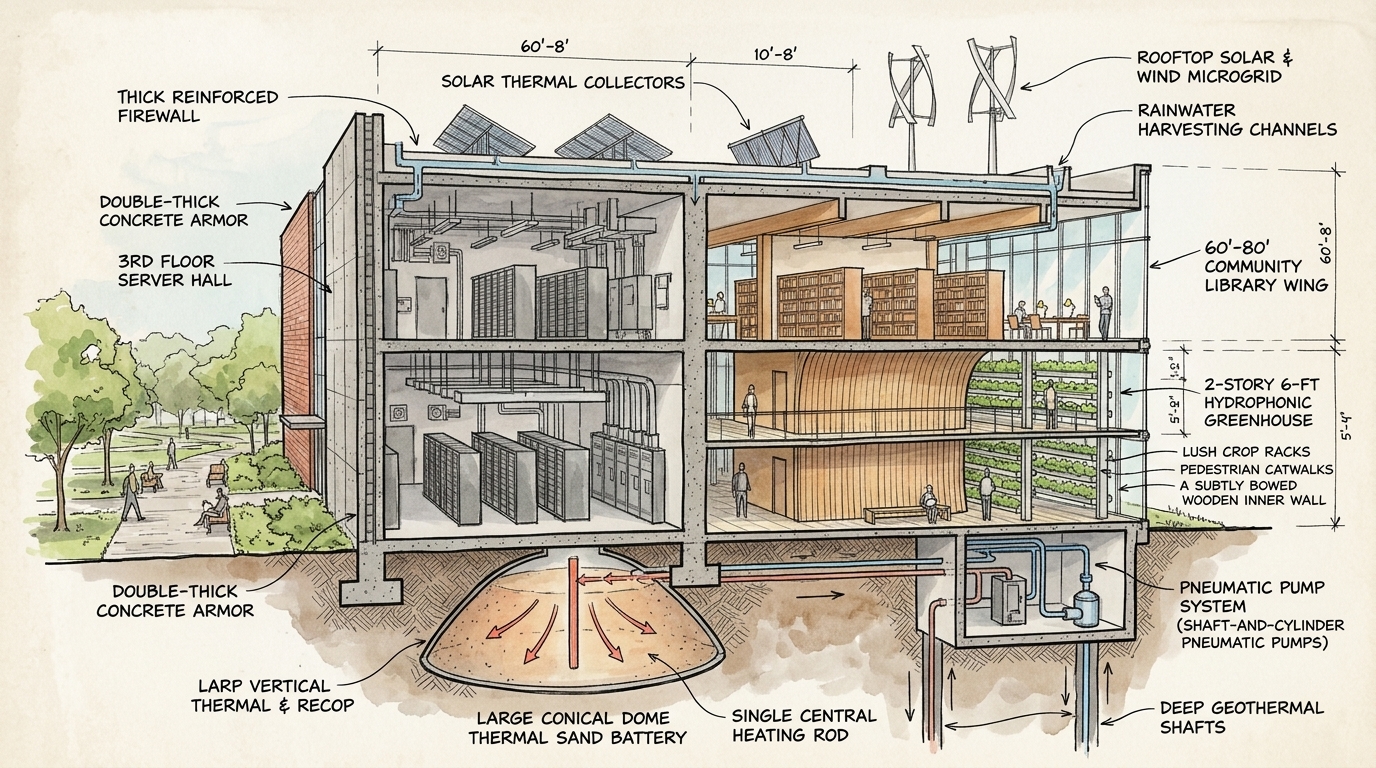 60'-8'
10'-8'
SOLAR THERMAL COLLECTORS
ROOFTOP SOLAR &
WIND MICROGRID
THICK REINFORCED
FIREWALL
RAINWATER
HARVESTING CHANNELS
DOUBLE-THICK
CONCRETE ARMOR
3RD FLOOR
SERVER HALL
60'-80'
COMMUNITY
LIBRARY WING
60'-8'
2-STORY 6-FT
HYDROPHONIC
GREENHOUSE
5'-8"
5'-4"
LUSH CROP RACKS
PEDESTRIAN CATWALKS
A SUBTLY BOWED
WOODEN INNER WALL
DOUBLE-THICK
CONCRETE ARMOR
PNEUMATIC PUMP
SYSTEM
(SHAFT-AND-CYLINDER
PNEUMATIC PUMPS)
LARP VERTICAL
THERMAL & RECOP
LARGE CONICAL DOME
THERMAL SAND BATTERY
SINGLE CENTRAL
HEATING ROD
DEEP GEOTHERMAL
SHAFTS